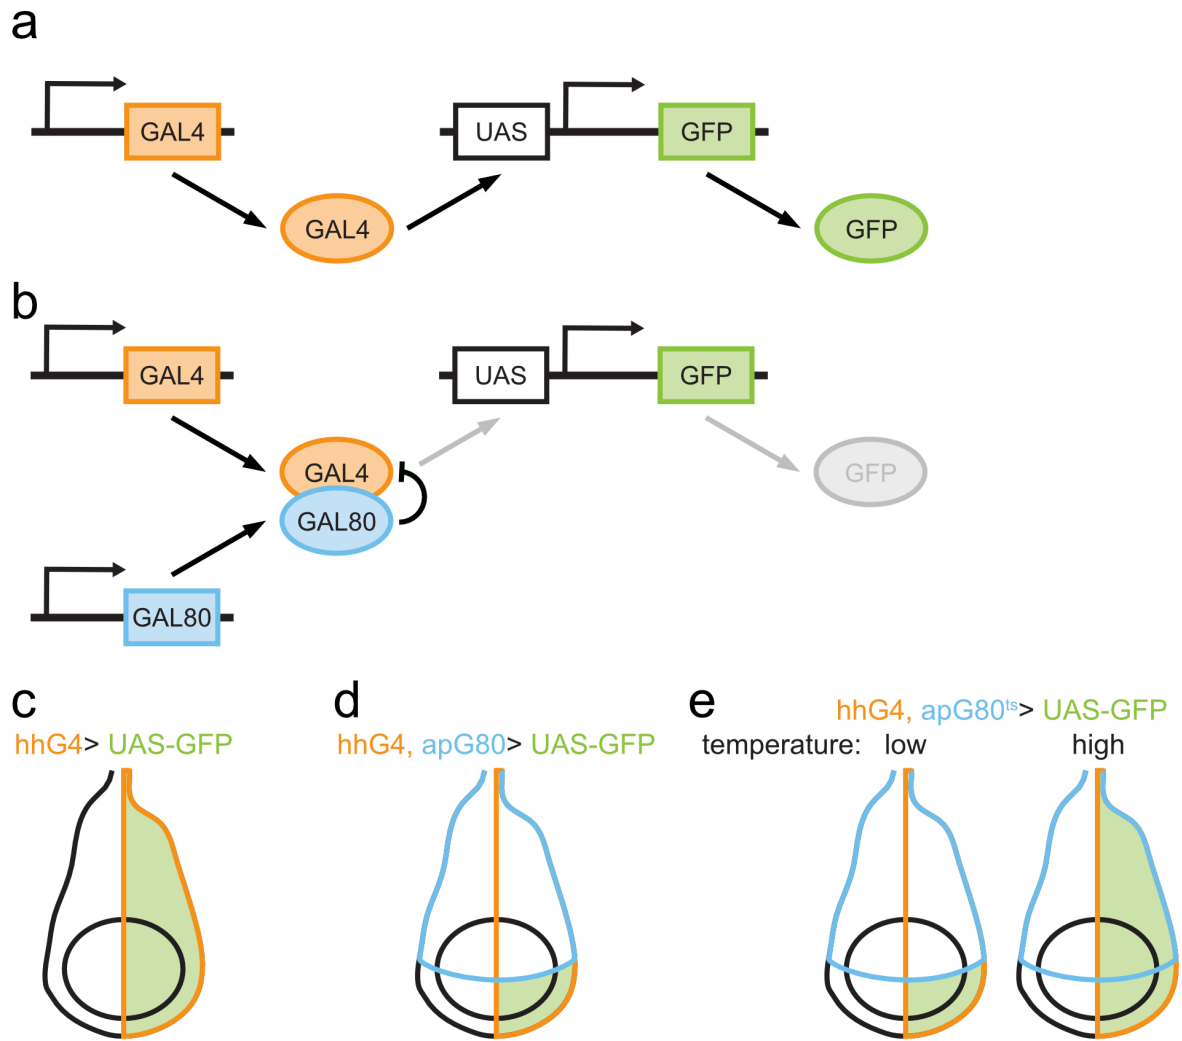 a
GAL4
UAS
GFP
GAL4
GFP
b
GAL4
UAS
GFP
GAL4
GFP
GAL80
GAL80
c
d
e
hhG4, apG80ts> UAS-GFP
hhG4> UAS-GFP
hhG4, apG80> UAS-GFP
temperature: low high